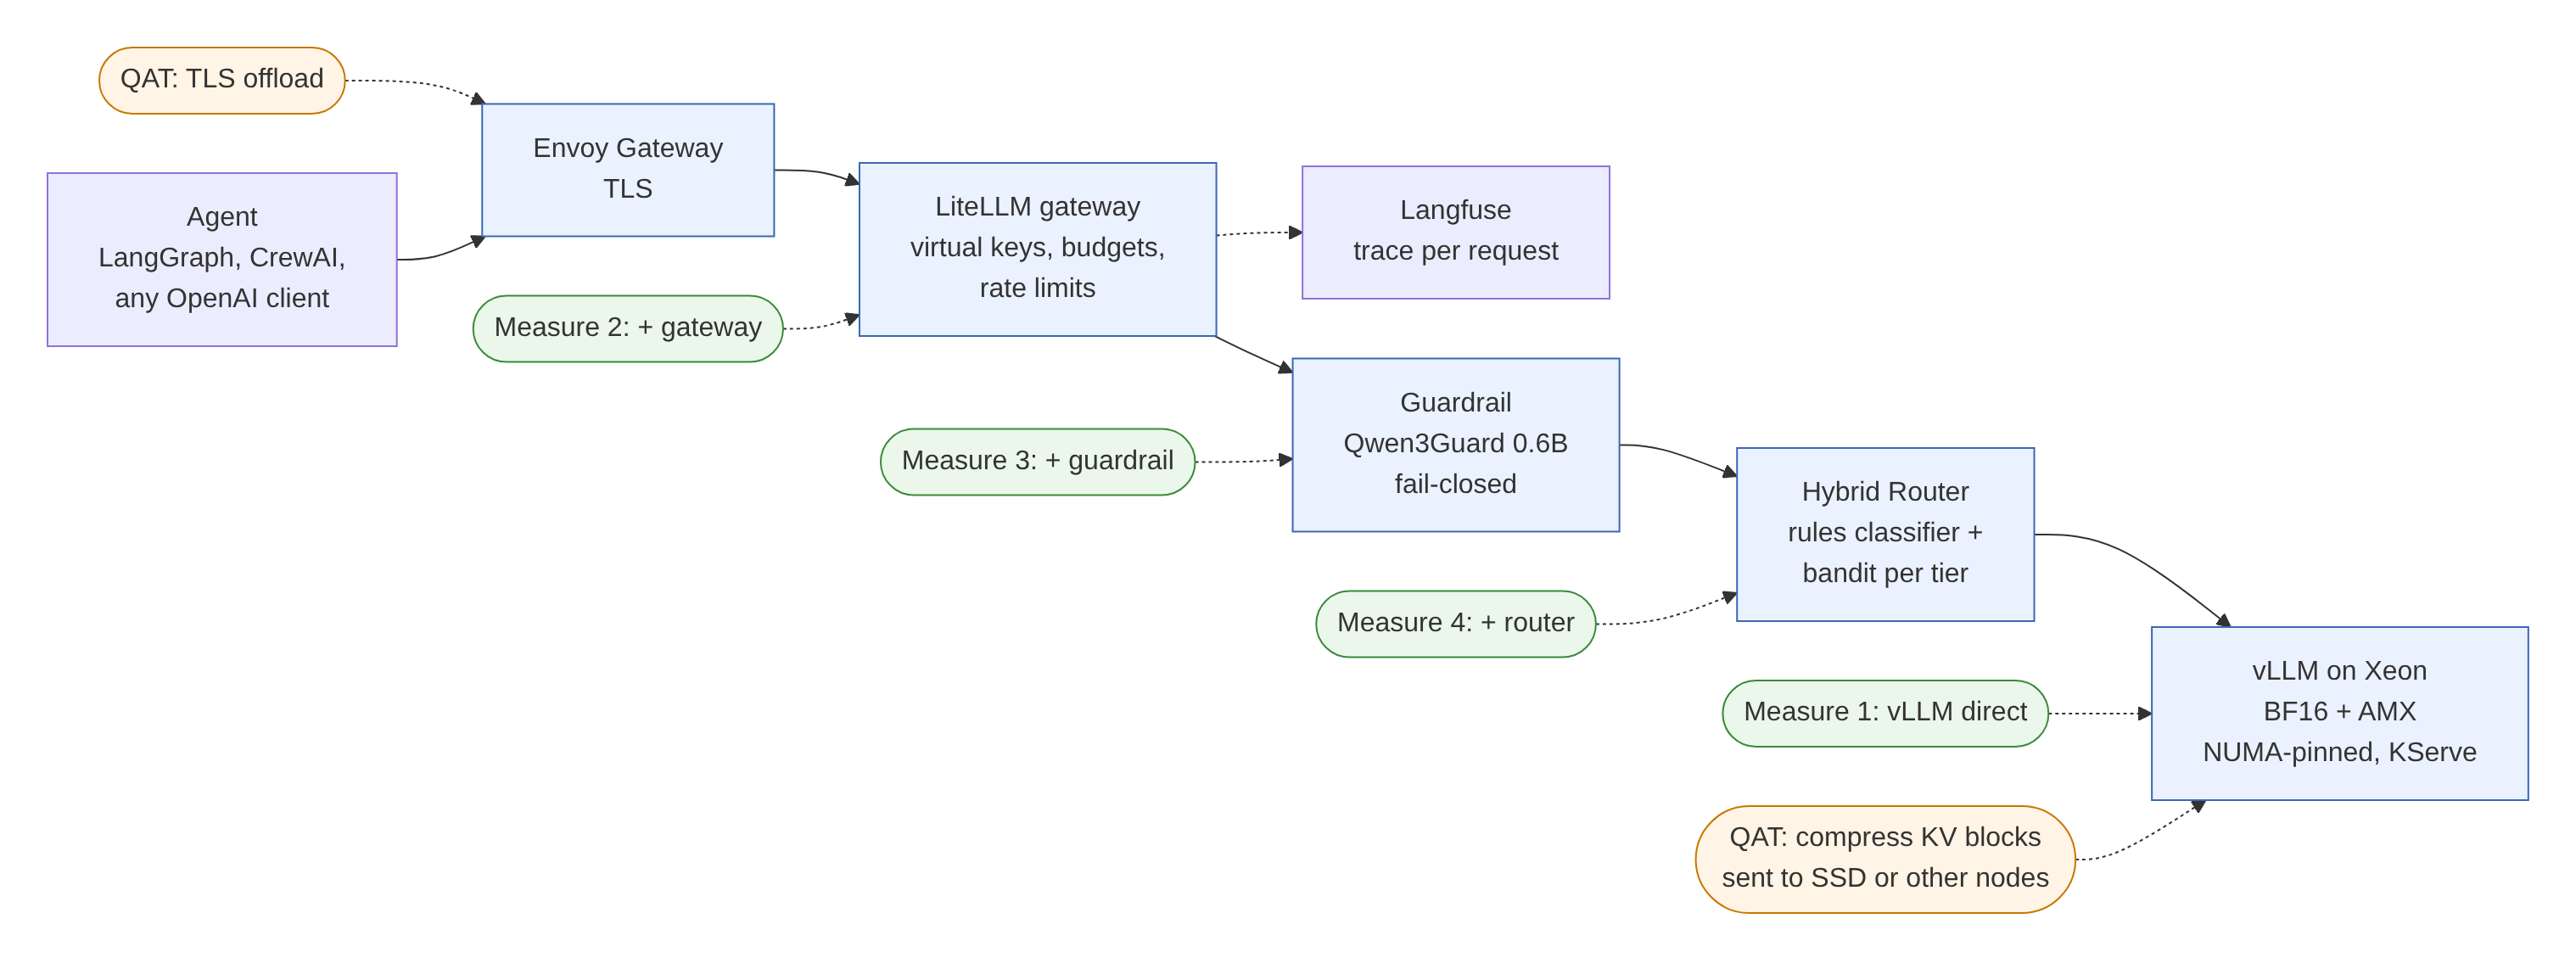 QAT: TLS offload
Envoy Gateway
TLS
Agent
LangGraph, CrewAI,
any OpenAI client
LiteLLM gateway
virtual keys, budgets,
rate limits
Langfuse
trace per request
Measure 2: + gateway
Guardrail
Qwen3Guard 0.6B
fail-closed
Measure 3: + guardrail
Hybrid Router
rules classifier +
bandit per tier
Measure 4: + router
vLLM on Xeon
BF16 + AMX
NUMA-pinned, KServe
Measure 1: vLLM direct
QAT: compress KV blocks
sent to SSD or other nodes